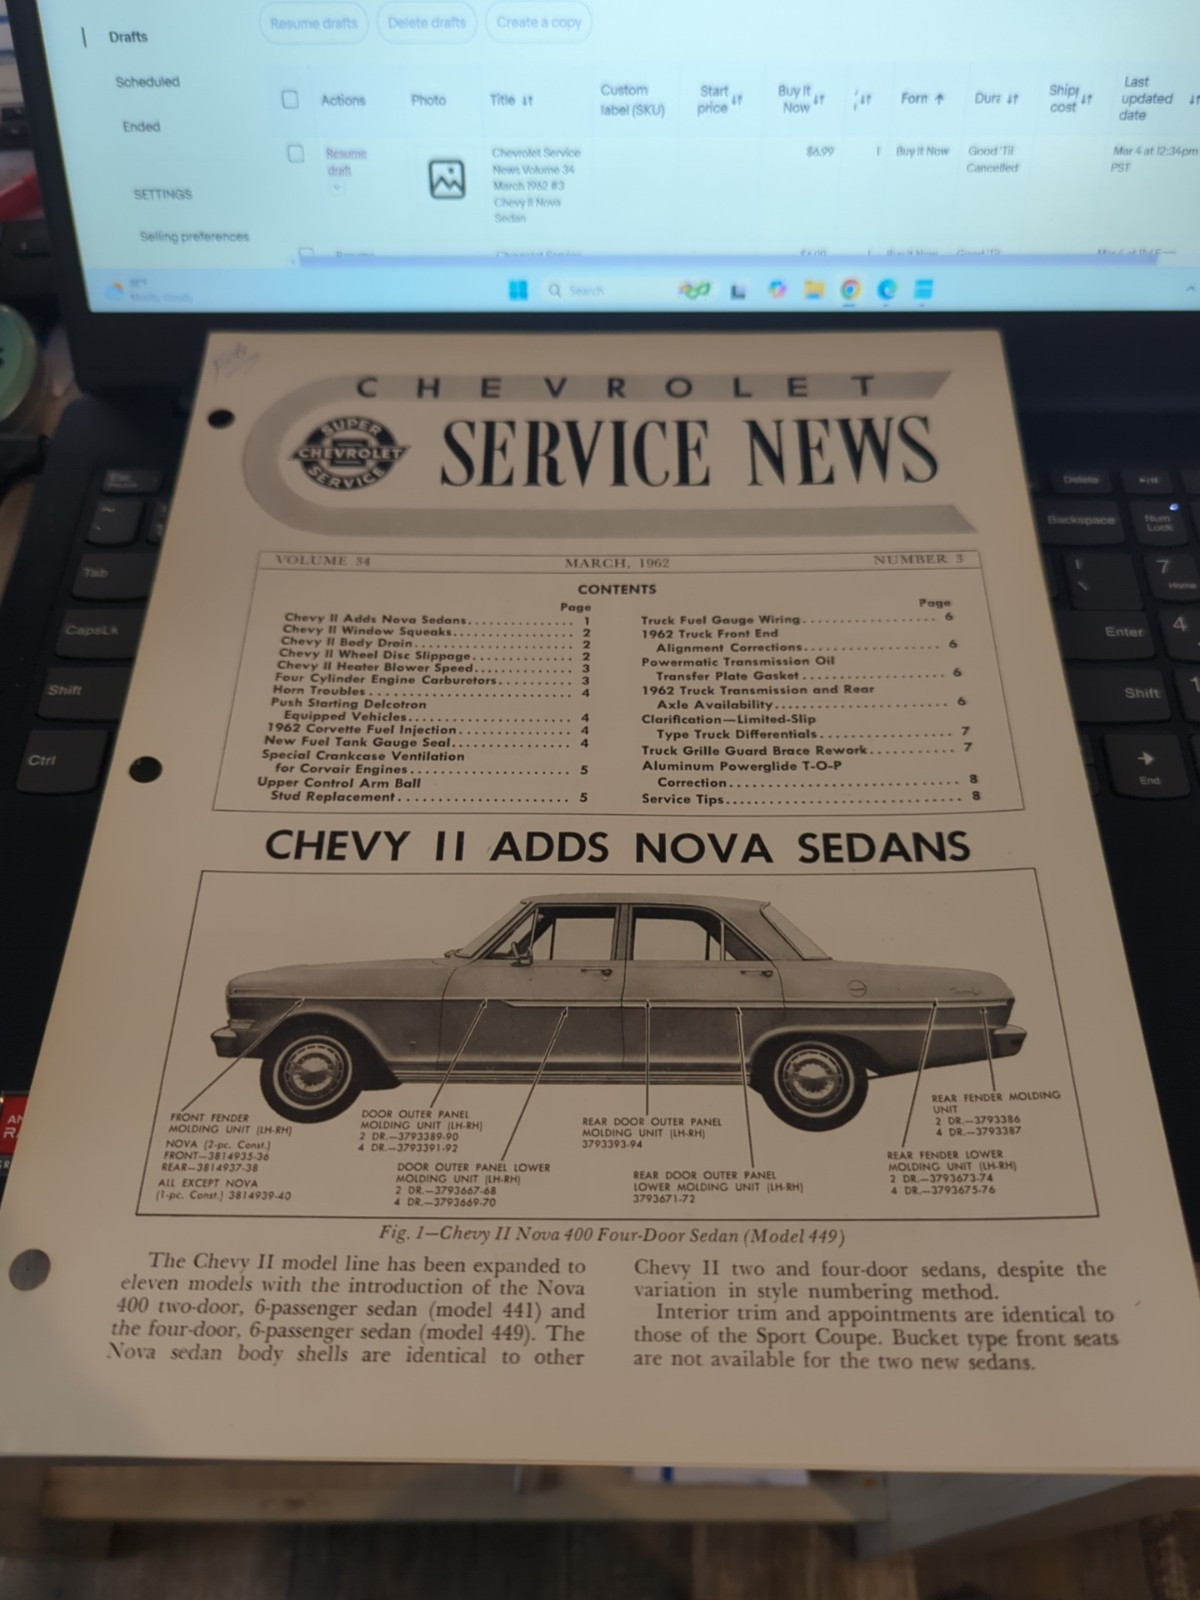 Resume drafts
Delete drafts
Create a copy
Drafts
Scheduled
Ended
SETTINGS
Selling preferences
Actions
Photo
Title
Custom label (SKU)
Start price
Buy It Now
Form
Dura
Ship cost
Last updated date
Resume draft
Chevrolet Service
News Volume 34
March 1962 #3
Chevy II Nova
Sedan
$6.99
1
Buy It Now
Good 'Til
Cancelled
Mar 4 at 12:34pm
PST
Search
Esc
Tab
CapsLk
Shift
Ctrl
Delete
Backspace
Num
Lock
7
Home
Enter
4
Shift
1
End
CHEVROLET
SERVICE NEWS
SUPER
CHEVROLET
SERVICE
VOLUME 34 MARCH, 1962 NUMBER 3
CONTENTS
Page
Chevy II Adds Nova Sedans 1
Chevy II Window Squeaks 2
Chevy II Body Drain 2
Chevy II Wheel Disc Slippage 2
Chevy II Heater Blower Speed 3
Four Cylinder Engine Carburetors 3
Horn Troubles 4
Push Starting Delcotron
Equipped Vehicles 4
1962 Corvette Fuel Injection 4
New Fuel Tank Gauge Seal 4
Special Crankcase Ventilation
for Corvair Engines 5
Upper Control Arm Ball
Stud Replacement 5
Page
Truck Fuel Gauge Wiring 6
1962 Truck Front End
Alignment Corrections 6
Powermatic Transmission Oil
Transfer Plate Gasket 6
1962 Truck Transmission and Rear
Axle Availability 6
Clarification—Limited-Slip
Type Truck Differentials 7
Truck Grille Guard Brace Rework 7
Aluminum Powerglide T-O-P
Correction 8
Service Tips 8
CHEVY II ADDS NOVA SEDANS
FRONT FENDER
MOLDING UNIT (LH-RH)
NOVA (2-pc. Const.)
FRONT—3814935-36
REAR—3814937-38
ALL EXCEPT NOVA
(1-pc. Const.) 3814939-40
DOOR OUTER PANEL
MOLDING UNIT (LH-RH)
2 DR.—3793389-90
4 DR.—3793391-92
DOOR OUTER PANEL LOWER
MOLDING UNIT (LH-RH)
2 DR.—3793667-68
4 DR.—3793669-70
REAR DOOR OUTER PANEL
MOLDING UNIT (LH-RH)
3793393-94
REAR DOOR OUTER PANEL
LOWER MOLDING UNIT (LH-RH)
3793671-72
REAR FENDER MOLDING
UNIT
2 DR.—3793386
4 DR.—3793387
REAR FENDER LOWER
MOLDING UNIT (LH-RH)
2 DR.—3793673-74
4 DR.—3793675-76
Fig. 1—Chevy II Nova 400 Four-Door Sedan (Model 449)
The Chevy II model line has been expanded to
eleven models with the introduction of the Nova
400 two-door, 6-passenger sedan (model 441) and
the four-door, 6-passenger sedan (model 449). The
Nova sedan body shells are identical to other
Chevy II two and four-door sedans, despite the
variation in style numbering method.
Interior trim and appointments are identical to
those of the Sport Coupe. Bucket type front seats
are not available for the two new sedans.